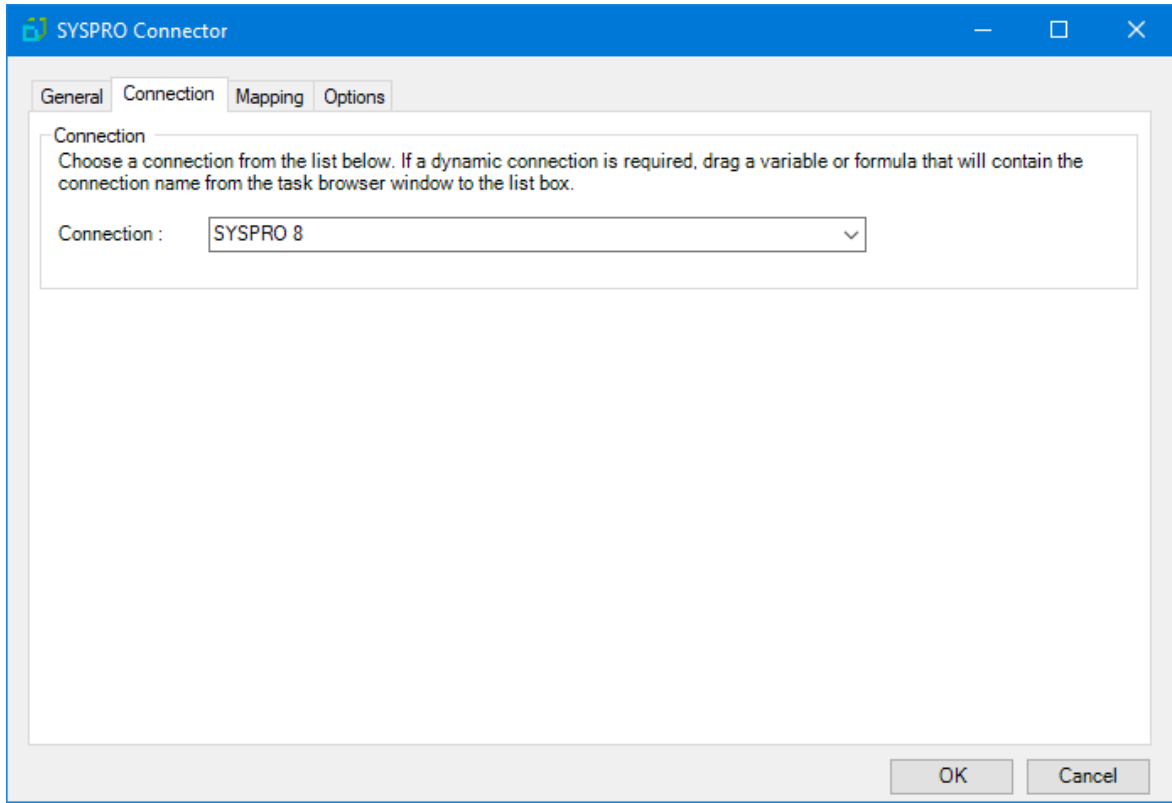 SYSPRO Connector
General Connection Mapping Options
Connection
Choose a connection from the list below. If a dynamic connection is required, drag a variable or formula that will contain the
connection name from the task browser window to the list box.
Connection : SYSPRO 8
OK Cancel